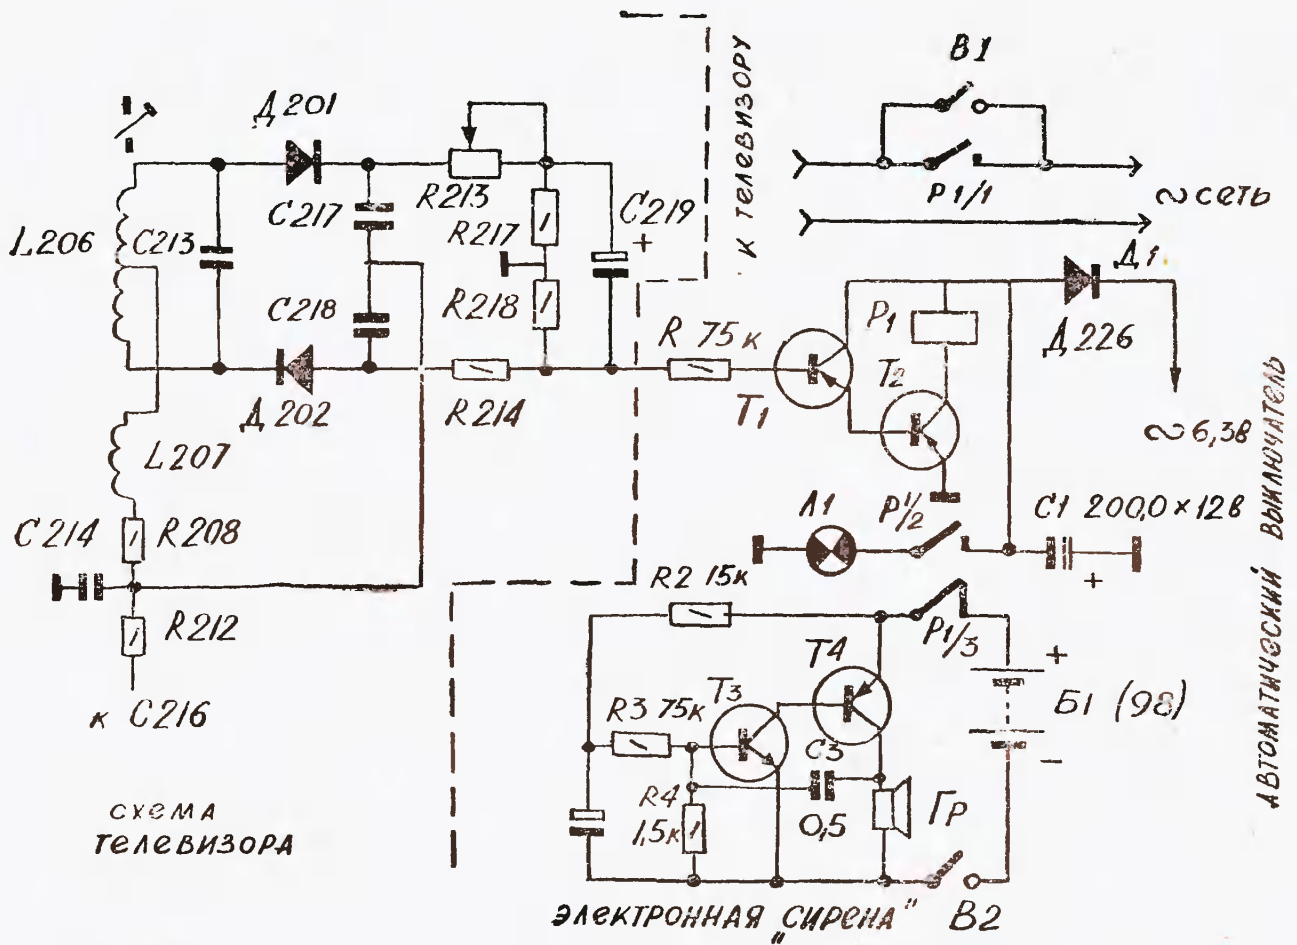 К ТЕЛЕВИЗОРУ
В1
Р1/1
~ сеть
Д201
С217
R213
R217
С219
+
L206
С213
С218
R218
Д202
R214
R 75к
Т1
Р1
Т2
Д1
Д226
~6,3в
L207
С214
R208
R212
к С216
Л1
Р1/2
С1 200,0 × 12в
+
R2 15к
Р1/3
+
Б1 (9В)
−
Т4
Т3
R3 75к
С3
0,5
R4
1,5к
Гр
В2
СХЕМА
ТЕЛЕВИЗОРА
ЭЛЕКТРОННАЯ „СИРЕНА"
АВТОМАТИЧЕСКИЙ ВЫКЛЮЧАТЕЛЬ